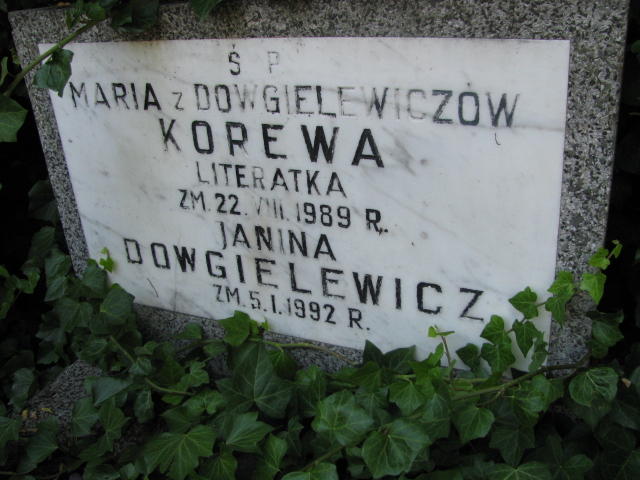 Ś P
MARIA z DOWGIELEWICZÓW
KOREWA
LITERATKA
ZM. 22. VIII. 1989 R.
JANINA
DOWGIELEWICZ
ZM. 5. I. 1992 R.